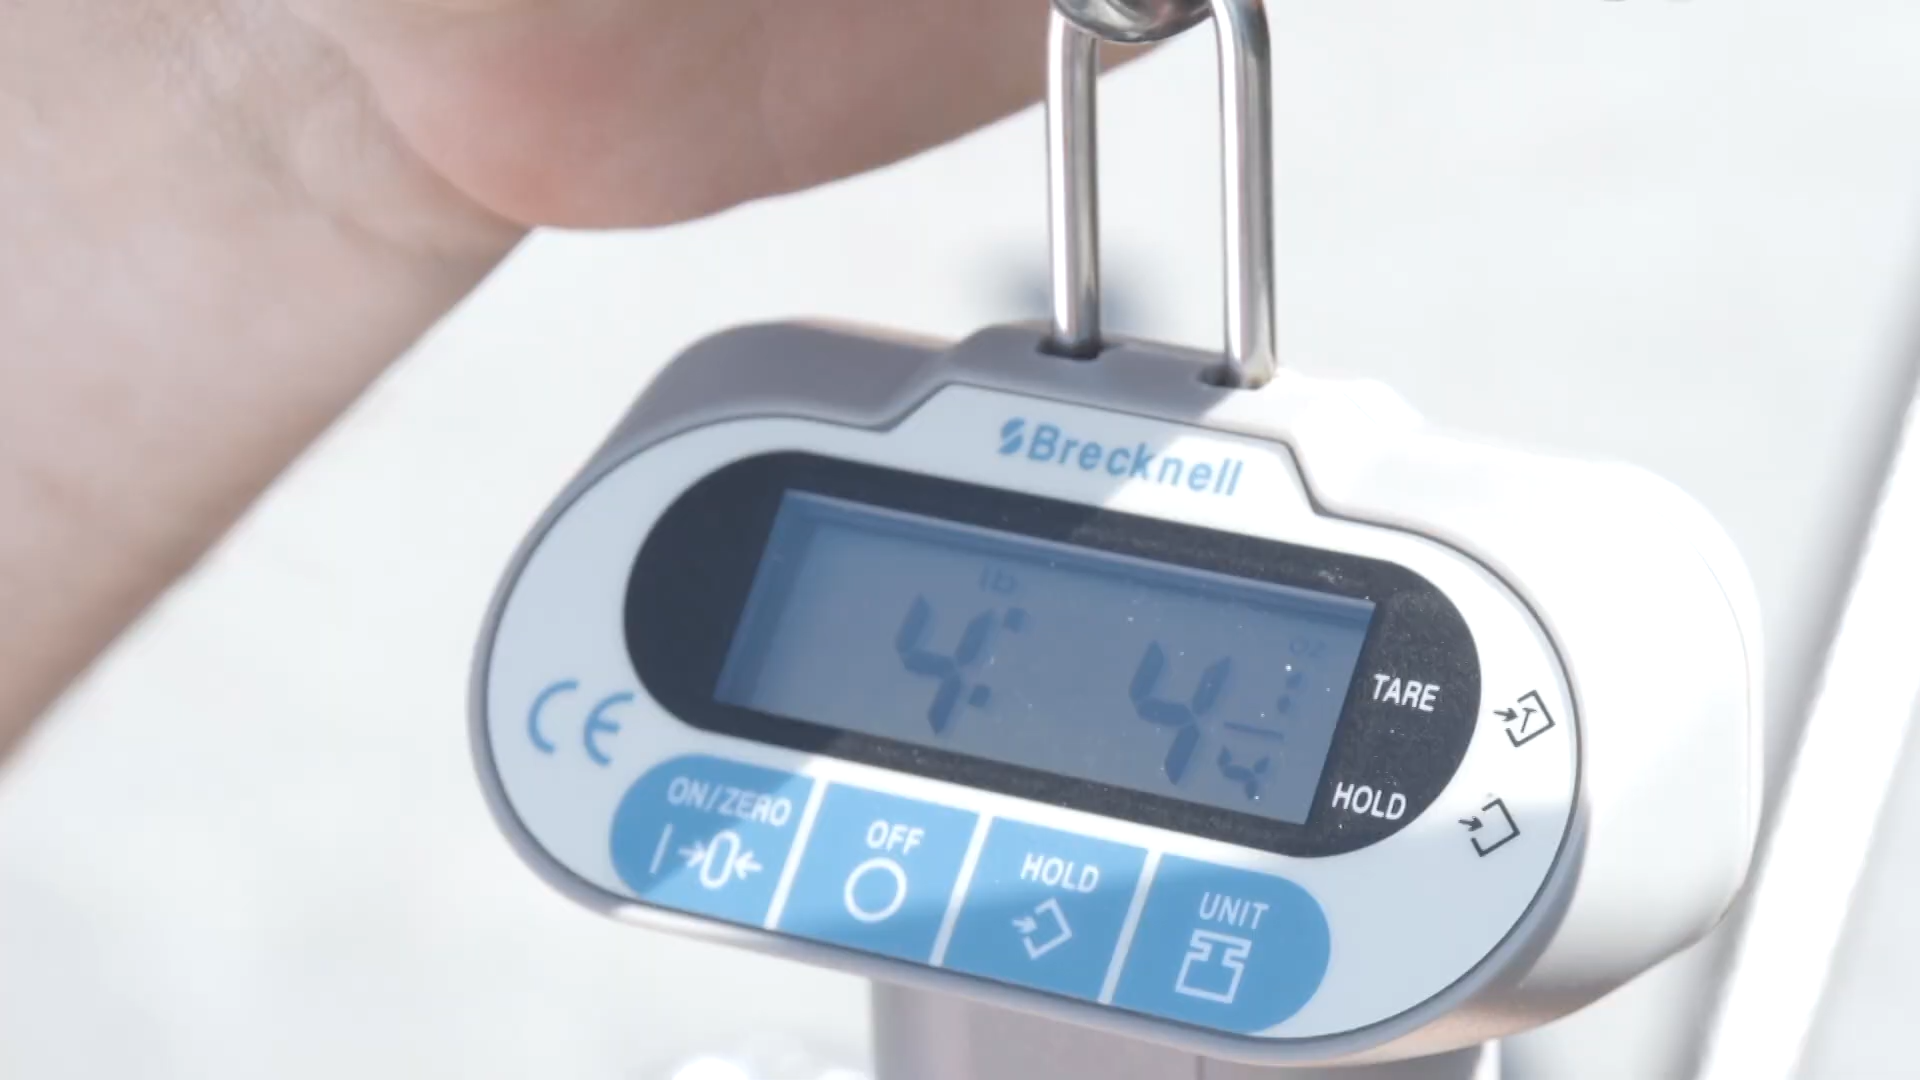 Brecknell
lb oz
4: 4 1/4
TARE
HOLD
CE
ON/ZERO OFF HOLD UNIT